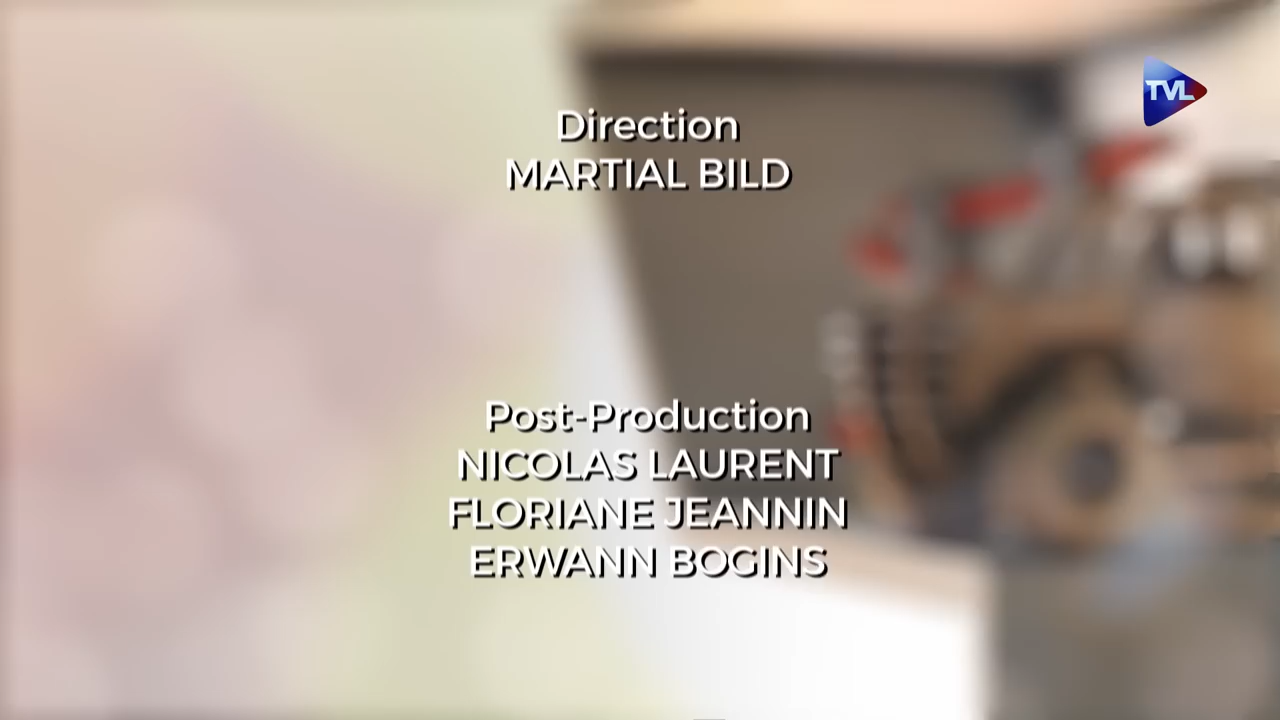 TVL
Direction
MARTIAL BILD
Post-Production
NICOLAS LAURENT
FLORIANE JEANNIN
ERWANN BOGINS